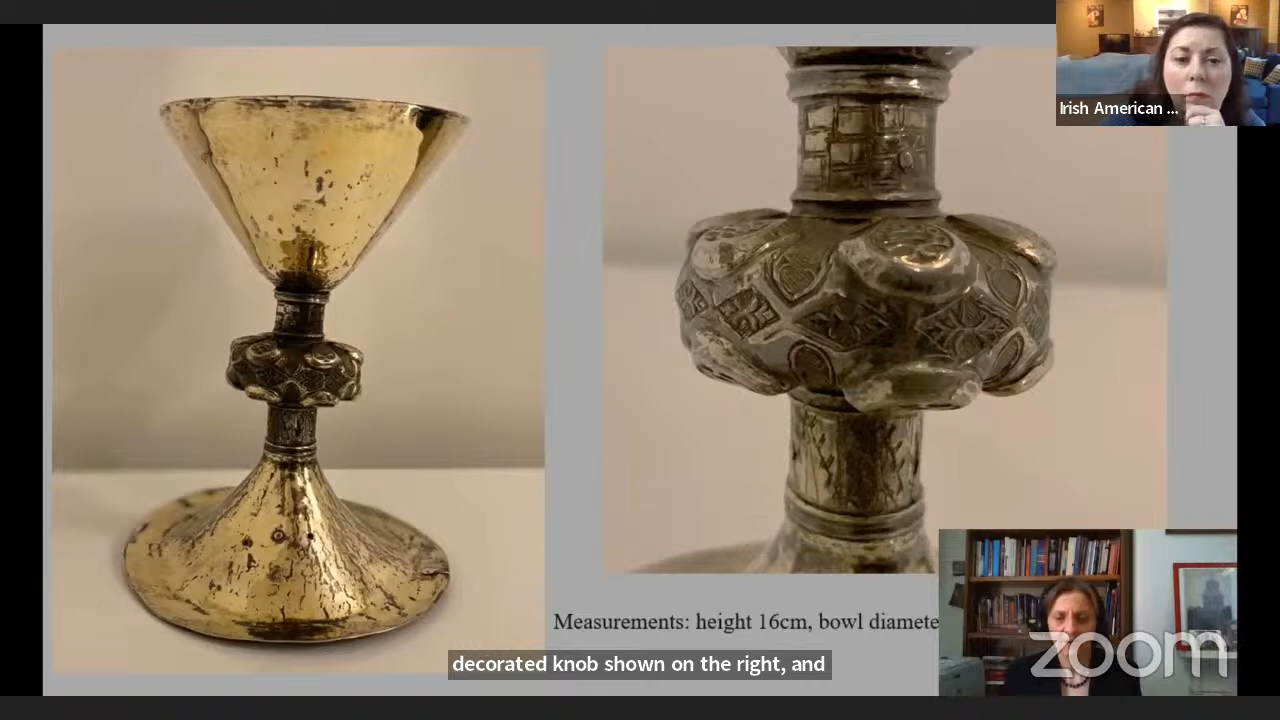 Irish American ...
Measurements: height 16cm, bowl diamete
decorated knob shown on the right, and
zoom